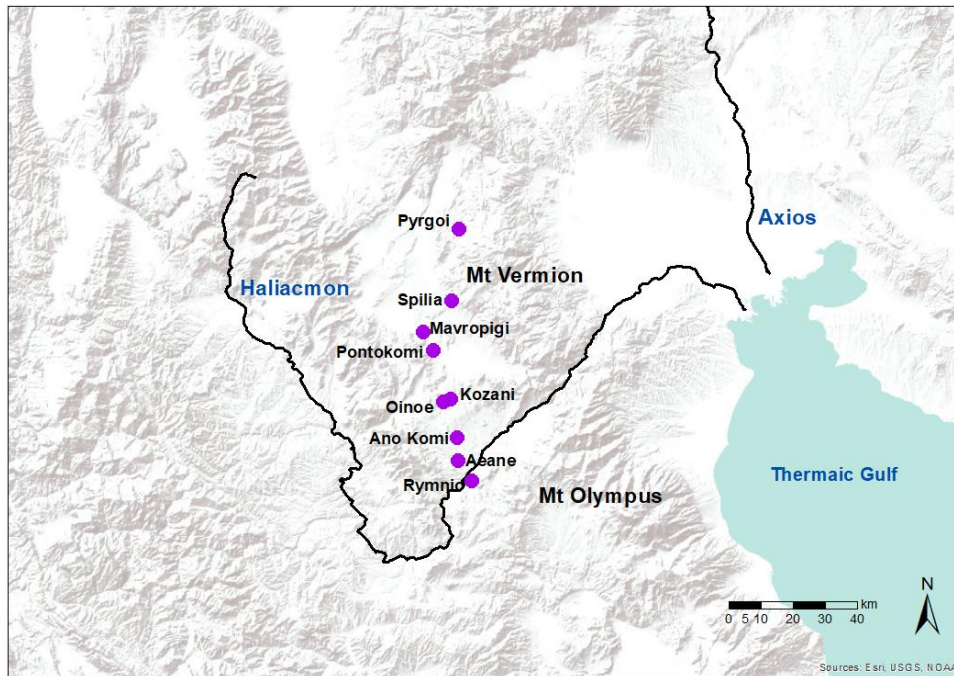 Axios
Pyrgoi
Mt Vermion
Haliacmon
Spilia
Mavropigi
Pontokomi
Kozani
Oinoe
Ano Komi
Aeane
Rymnio
Mt Olympus
Thermaic Gulf
N
km
0 5 10 20 30 40
Sources: Esri, USGS, NOAA